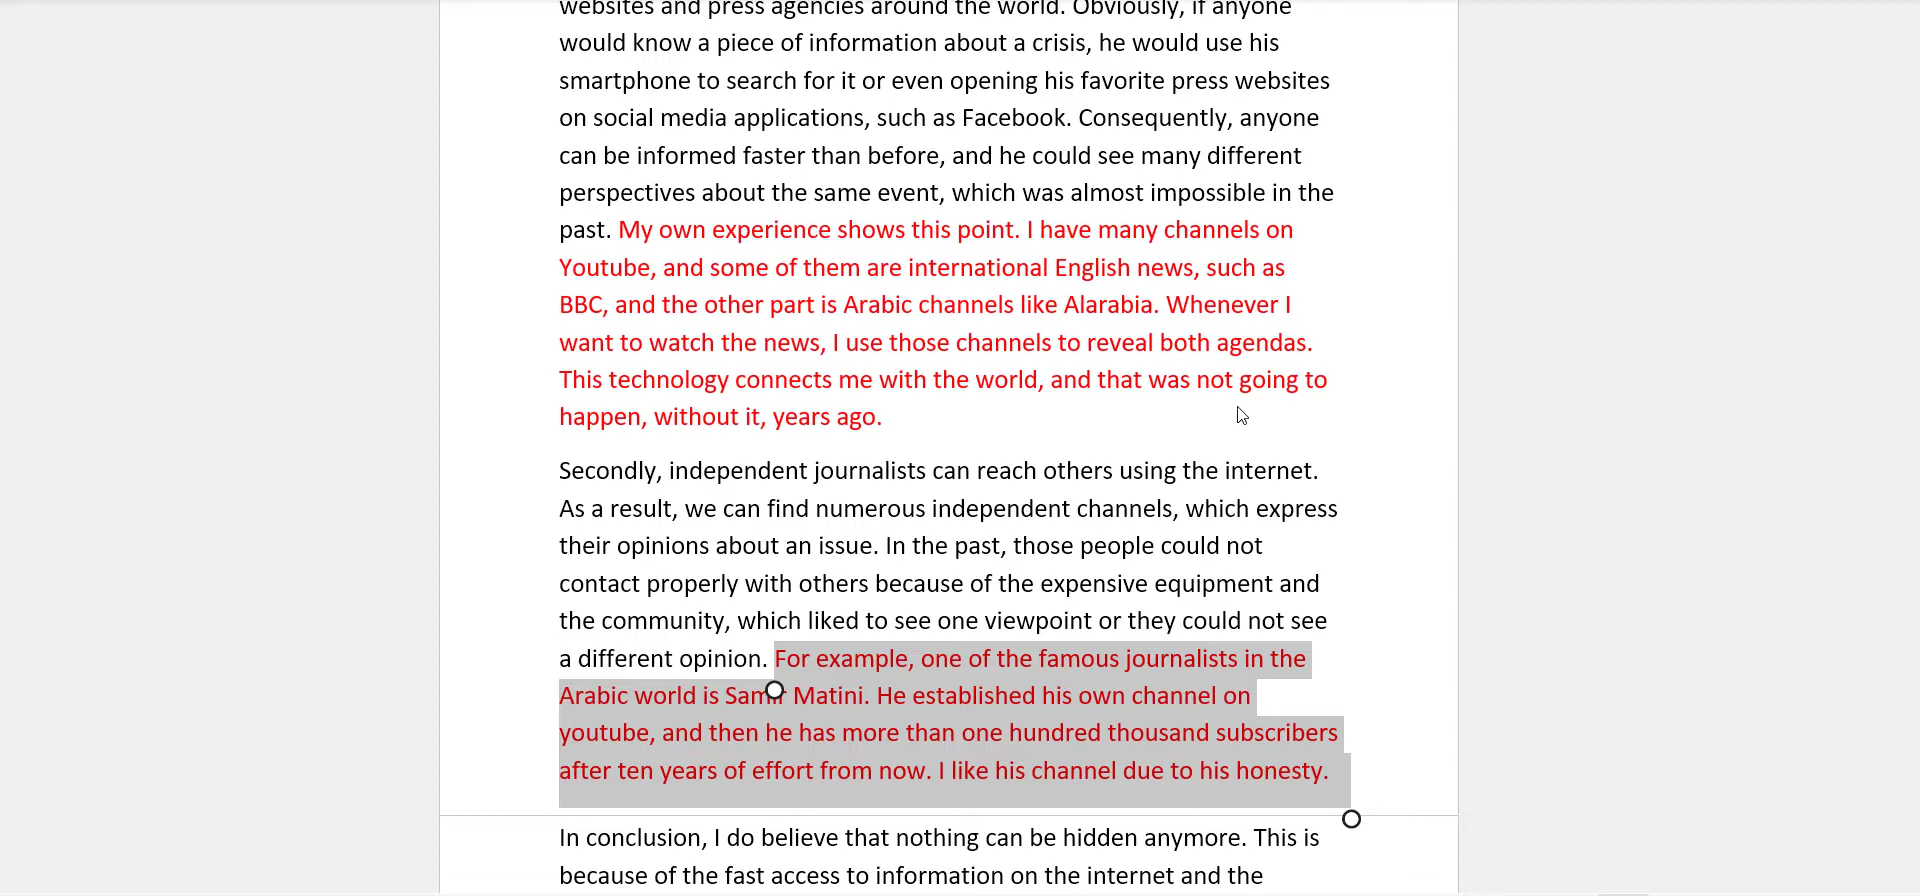 websites and press agencies around the world. Obviously, if anyone
would know a piece of information about a crisis, he would use his
smartphone to search for it or even opening his favorite press websites
on social media applications, such as Facebook. Consequently, anyone
can be informed faster than before, and he could see many different
perspectives about the same event, which was almost impossible in the
past. My own experience shows this point. I have many channels on
Youtube, and some of them are international English news, such as
BBC, and the other part is Arabic channels like Alarabia. Whenever I
want to watch the news, I use those channels to reveal both agendas.
This technology connects me with the world, and that was not going to
happen, without it, years ago.
Secondly, independent journalists can reach others using the internet.
As a result, we can find numerous independent channels, which express
their opinions about an issue. In the past, those people could not
contact properly with others because of the expensive equipment and
the community, which liked to see one viewpoint or they could not see
a different opinion. For example, one of the famous journalists in the
Arabic world is Samir Matini. He established his own channel on
youtube, and then he has more than one hundred thousand subscribers
after ten years of effort from now. I like his channel due to his honesty.
In conclusion, I do believe that nothing can be hidden anymore. This is
because of the fast access to information on the internet and the